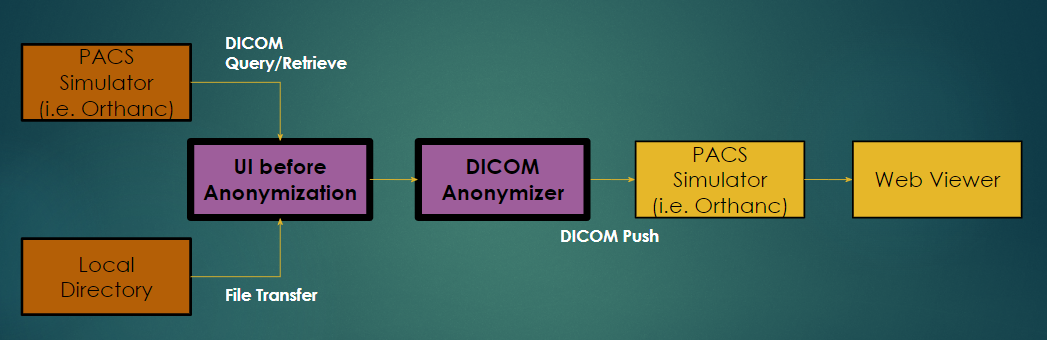 DICOM
Query/Retrieve
PACS
Simulator
(i.e. Orthanc)
UI before
Anonymization
DICOM
Anonymizer
PACS
Simulator
(i.e. Orthanc)
Web Viewer
DICOM Push
Local
Directory
File Transfer